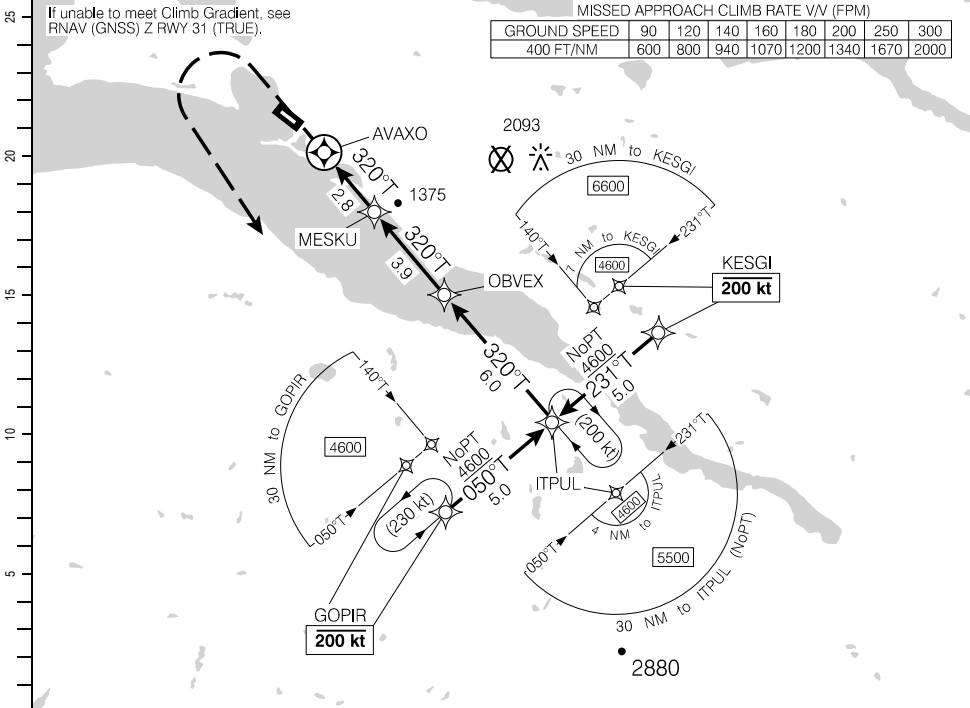 25
20
15
10
5
If unable to meet Climb Gradient, see
RNAV (GNSS) Z RWY 31 (TRUE).
MISSED APPROACH CLIMB RATE V/V (FPM)
GROUND SPEED 90 120 140 160 180 200 250 300
400 FT/NM 600 800 940 1070 1200 1340 1670 2000
AVAXO
320°T
2.8
1375
MESKU
320°T
3.9
OBVEX
2093
30 NM to KESGI
6600
140°T
231°T
7 NM to KESGI
4600
KESGI
200 kt
320°T
6.0
NoPT
4600
231°T
5.0
(200 kt)
ITPUL
30 NM to GOPIR
140°T
4600
050°T
NoPT
4600
050°T
5.0
(230 kt)
GOPIR
200 kt
231°T
4600
4 NM to ITPUL
050°T
5500
30 NM to ITPUL (NoPT)
2880